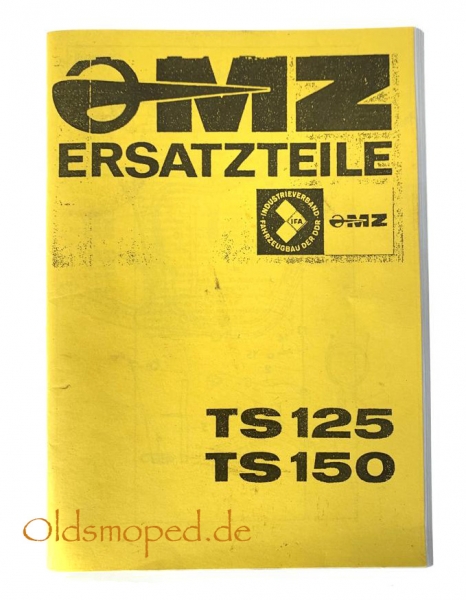 MZ
ERSATZTEILE
INDUSTRIEVERBAND
FAHRZEUGBAU DER DDR
IFA
MZ
TS 125
TS 150
Oldsmoped.de